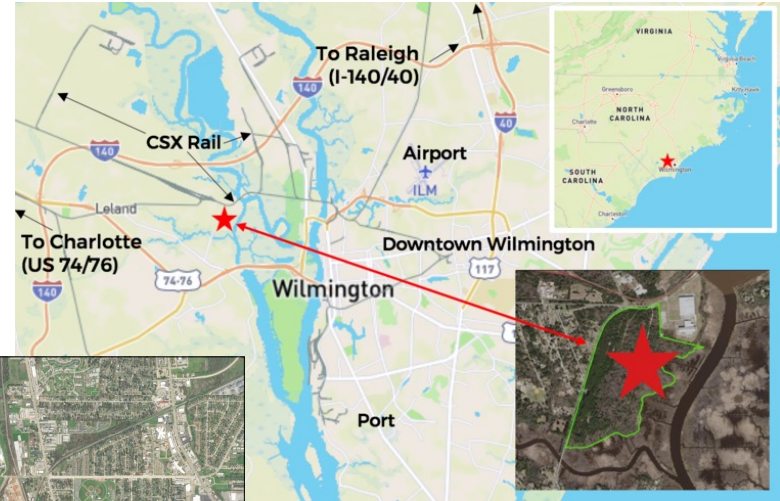 To Raleigh
(I-140/40)
140
40
CSX Rail
140
Airport
ILM
Leland
To Charlotte
(US 74/76)
Downtown Wilmington
117
74-76
140
Wilmington
Port
VIRGINIA
Virginia Beach
Greensboro
Kitty Hawk
NORTH
CAROLINA
Charlotte
Wilmington
SOUTH
CAROLINA
Charleston